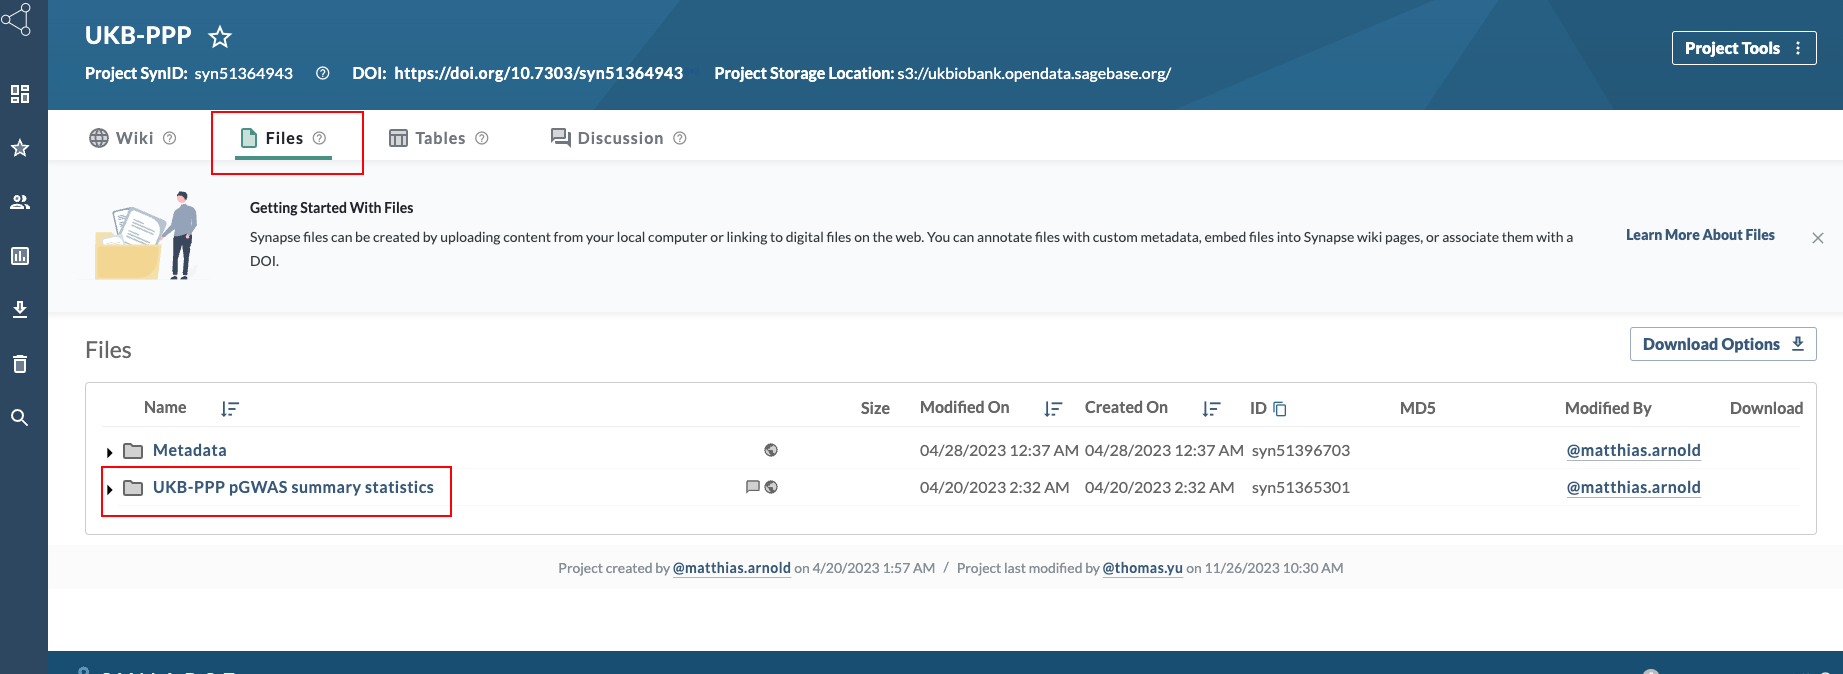 UKB-PPP
Project SynID: syn51364943 DOI: https://doi.org/10.7303/syn51364943 Project Storage Location: s3://ukbiobank.opendata.sagebase.org/
Project Tools
Wiki Files Tables Discussion
Getting Started With Files
Synapse files can be created by uploading content from your local computer or linking to digital files on the web. You can annotate files with custom metadata, embed files into Synapse wiki pages, or associate them with a
DOI.
Learn More About Files
Files
Download Options
Name Size Modified On Created On ID MD5 Modified By Download
Metadata 04/28/2023 12:37 AM 04/28/2023 12:37 AM syn51396703 @matthias.arnold
UKB-PPP pGWAS summary statistics 04/20/2023 2:32 AM 04/20/2023 2:32 AM syn51365301 @matthias.arnold
Project created by @matthias.arnold on 4/20/2023 1:57 AM / Project last modified by @thomas.yu on 11/26/2023 10:30 AM